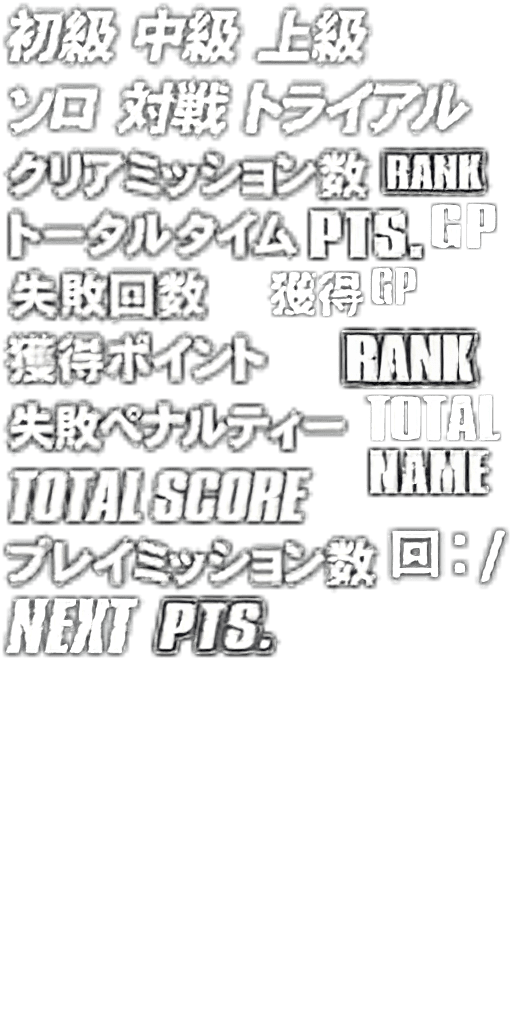 初級 中級 上級
ソロ 対戦 トライアル
クリアミッション数 RANK
トータルタイム PTS. GP
失敗回数 獲得GP
獲得ポイント RANK
失敗ペナルティー TOTAL
NAME
TOTAL SCORE
プレイミッション数 回:/
NEXT PTS.